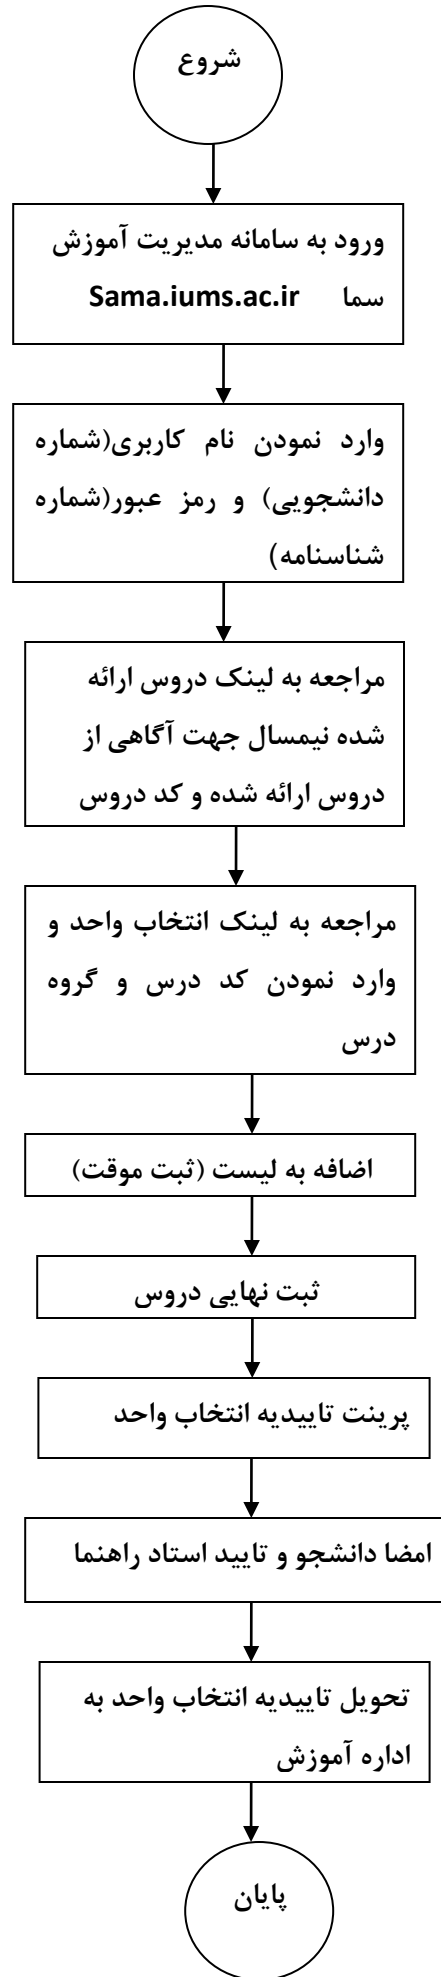 شروع
ورود به سامانه مدیریت آموزش
سما Sama.iums.ac.ir
وارد نمودن نام کاربری(شماره
دانشجویی) و رمز عبور(شماره
شناسنامه)
مراجعه به لینک دروس ارائه
شده نیمسال جهت آگاهی از
دروس ارائه شده و کد دروس
مراجعه به لینک انتخاب واحد و
وارد نمودن کد درس و گروه
درس
اضافه به لیست (ثبت موقت)
ثبت نهایی دروس
پرینت تاییدیه انتخاب واحد
امضا دانشجو و تایید استاد راهنما
تحویل تاییدیه انتخاب واحد به
اداره آموزش
پایان